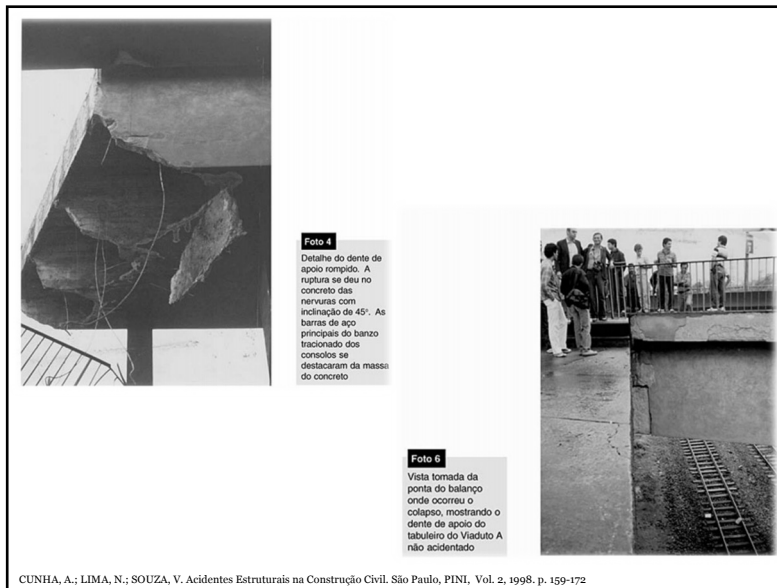 Foto 4
Detalhe do dente de
apoio rompido. A
ruptura se deu no
concreto das
nervuras com
inclinação de 45°. As
barras de aço
principais do banzo
tracionado dos
consolos se
destacaram da massa
do concreto
Foto 6
Vista tomada da
ponta do balanço
onde ocorreu o
colapso, mostrando o
dente de apoio do
tabuleiro do Viaduto A
não acidentado
CUNHA, A.; LIMA, N.; SOUZA, V. Acidentes Estruturais na Construção Civil. São Paulo, PINI, Vol. 2, 1998. p. 159-172